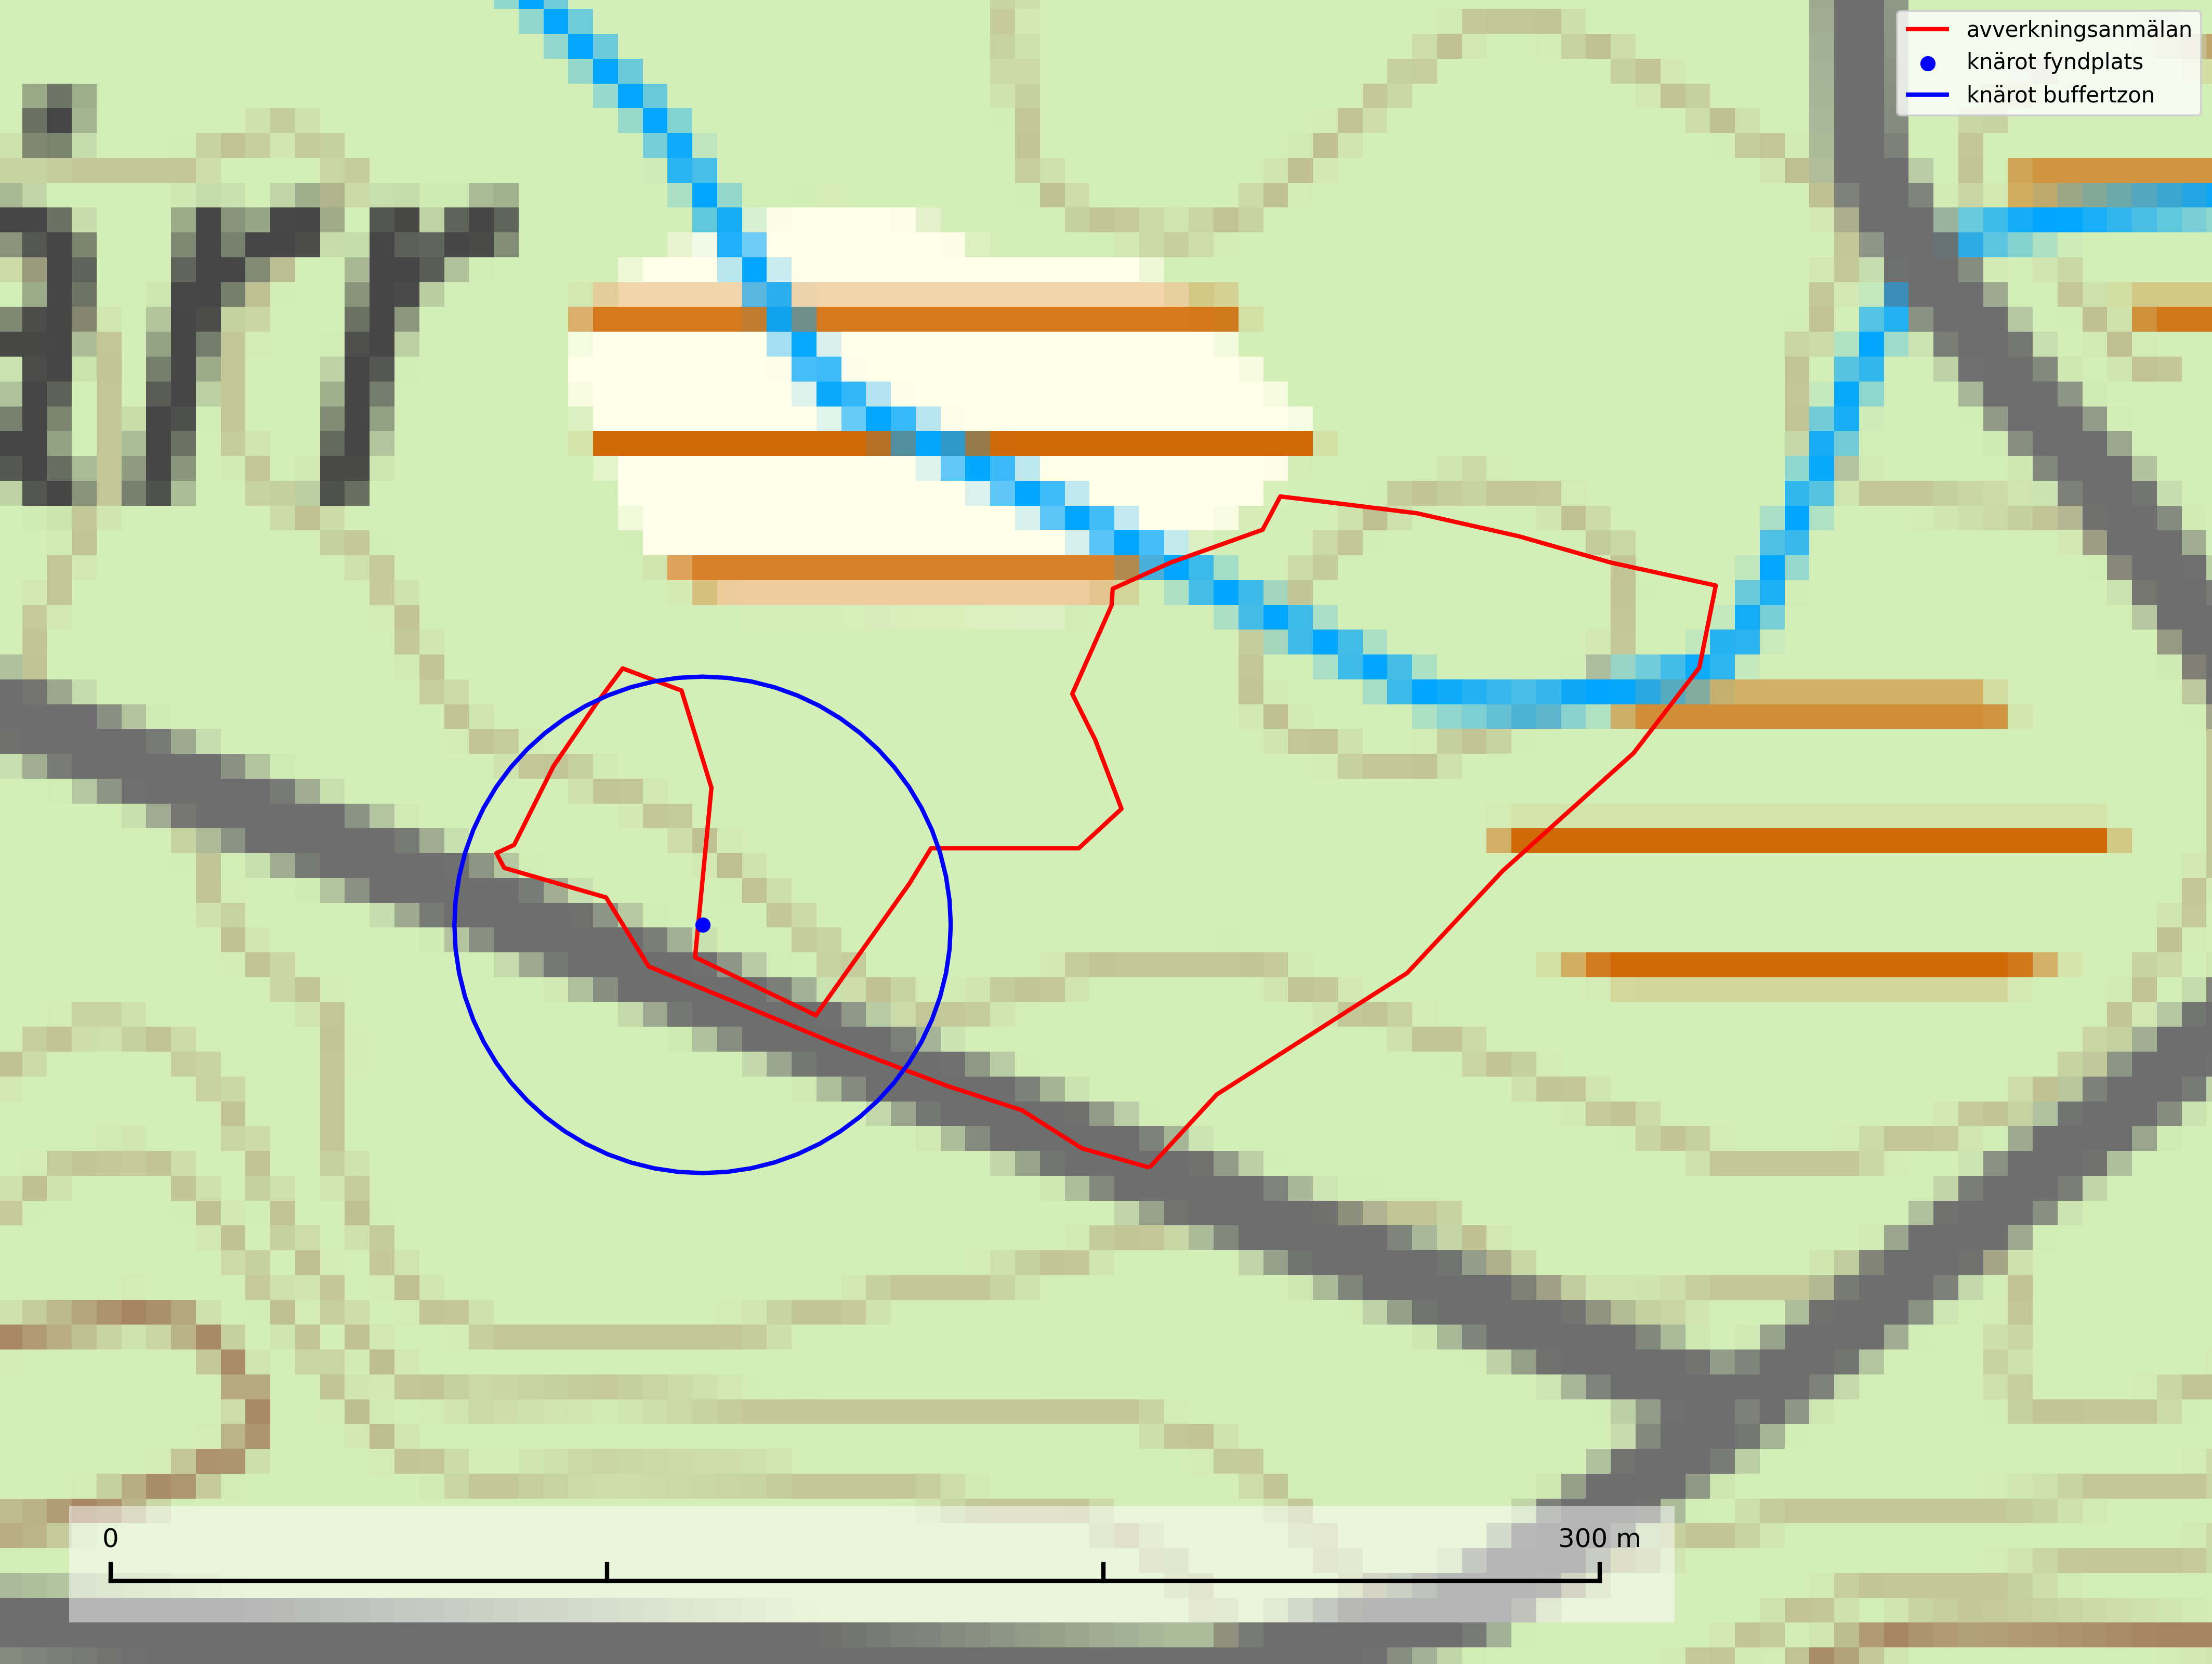 avverkningsanmälan
knärot fyndplats
knärot buffertzon
0 300 m